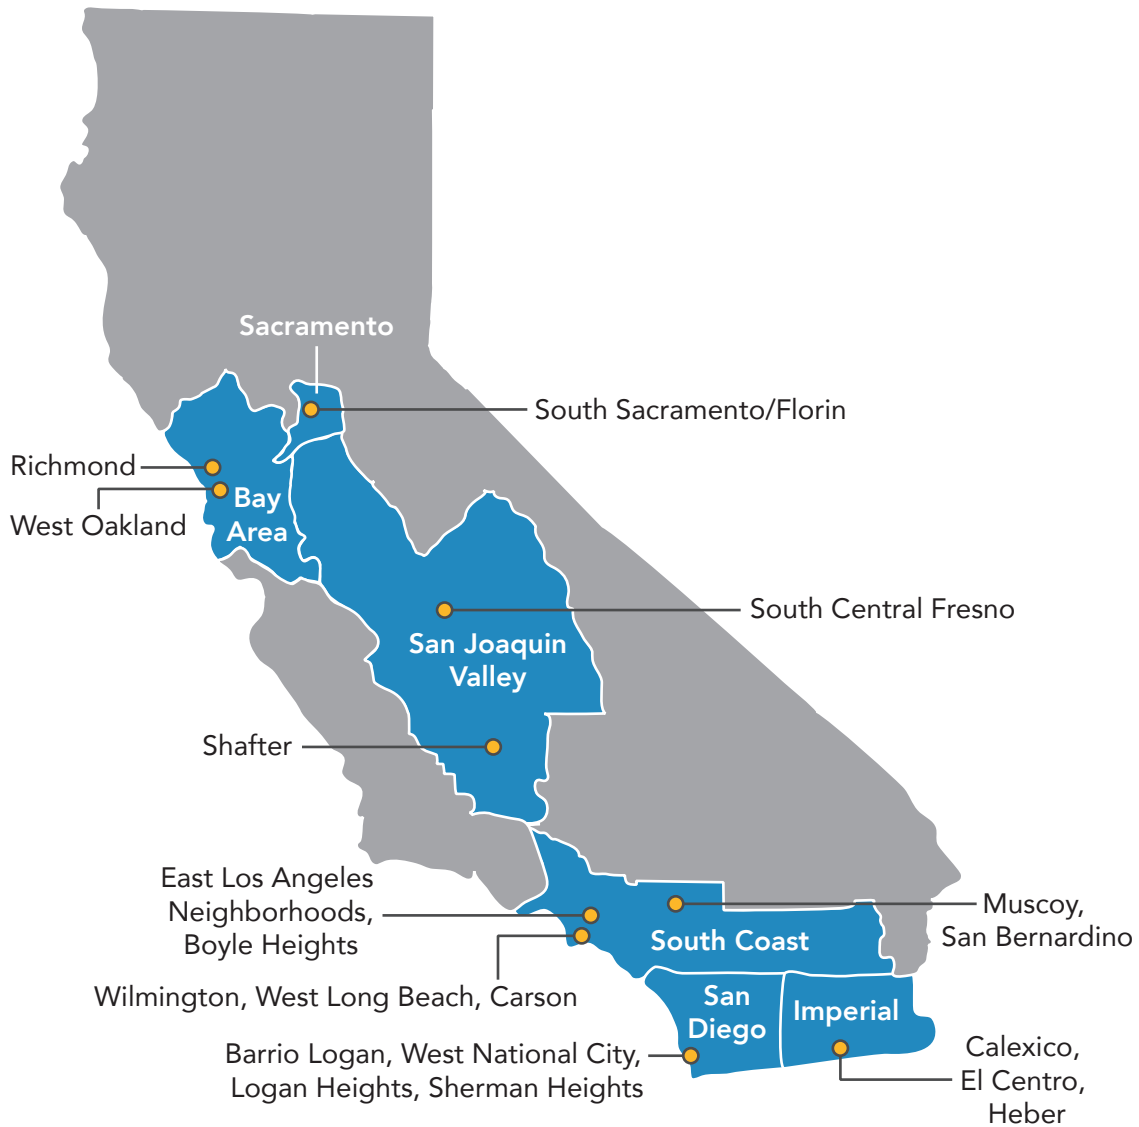 Sacramento
South Sacramento/Florin
Richmond
Bay
Area
West Oakland
South Central Fresno
San Joaquin
Valley
Shafter
East Los Angeles
Neighborhoods,
Boyle Heights
Muscoy,
San Bernardino
South Coast
Wilmington, West Long Beach, Carson
San
Diego
Imperial
Barrio Logan, West National City,
Logan Heights, Sherman Heights
Calexico,
El Centro,
Heber